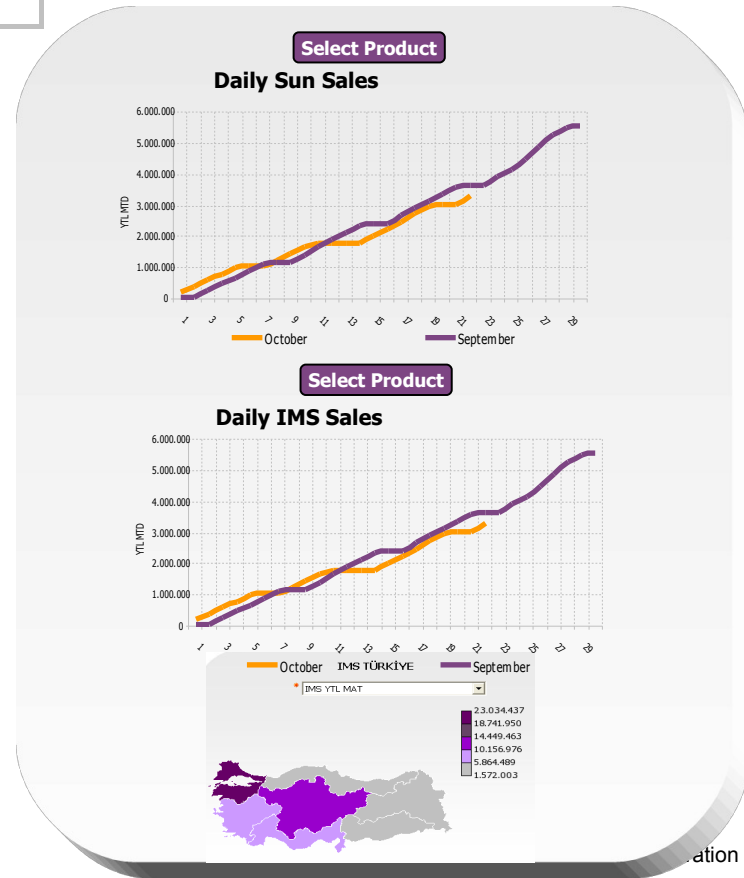 Select Product
Daily Sun Sales
6.000.000
5.000.000
4.000.000
3.000.000
2.000.000
1.000.000
0
YTL MTD
1 3 5 7 9 11 13 15 17 19 21 23 25 27 29
October September
Select Product
Daily IMS Sales
6.000.000
5.000.000
4.000.000
3.000.000
2.000.000
1.000.000
0
YTL MTD
1 3 5 7 9 11 13 15 17 19 21 23 25 27 29
October IMS TÜRKİYE September
* IMS YTL MAT
23.034.437
18.741.950
14.449.463
10.156.976
5.864.489
1.572.003
ation